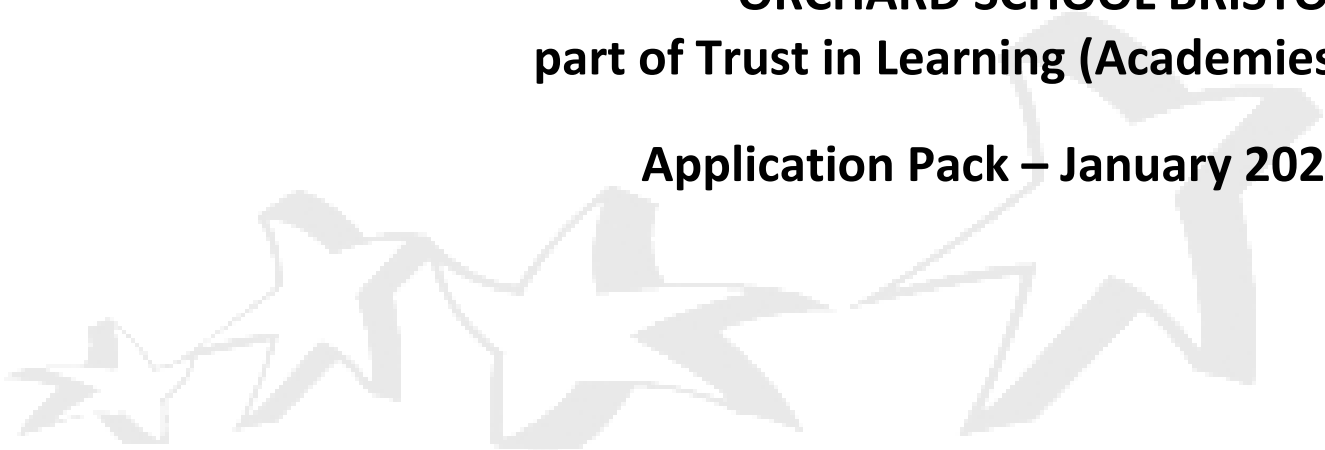 ORCHARD SCHOOL BRISTO
part of Trust in Learning (Academies
Application Pack – January 202